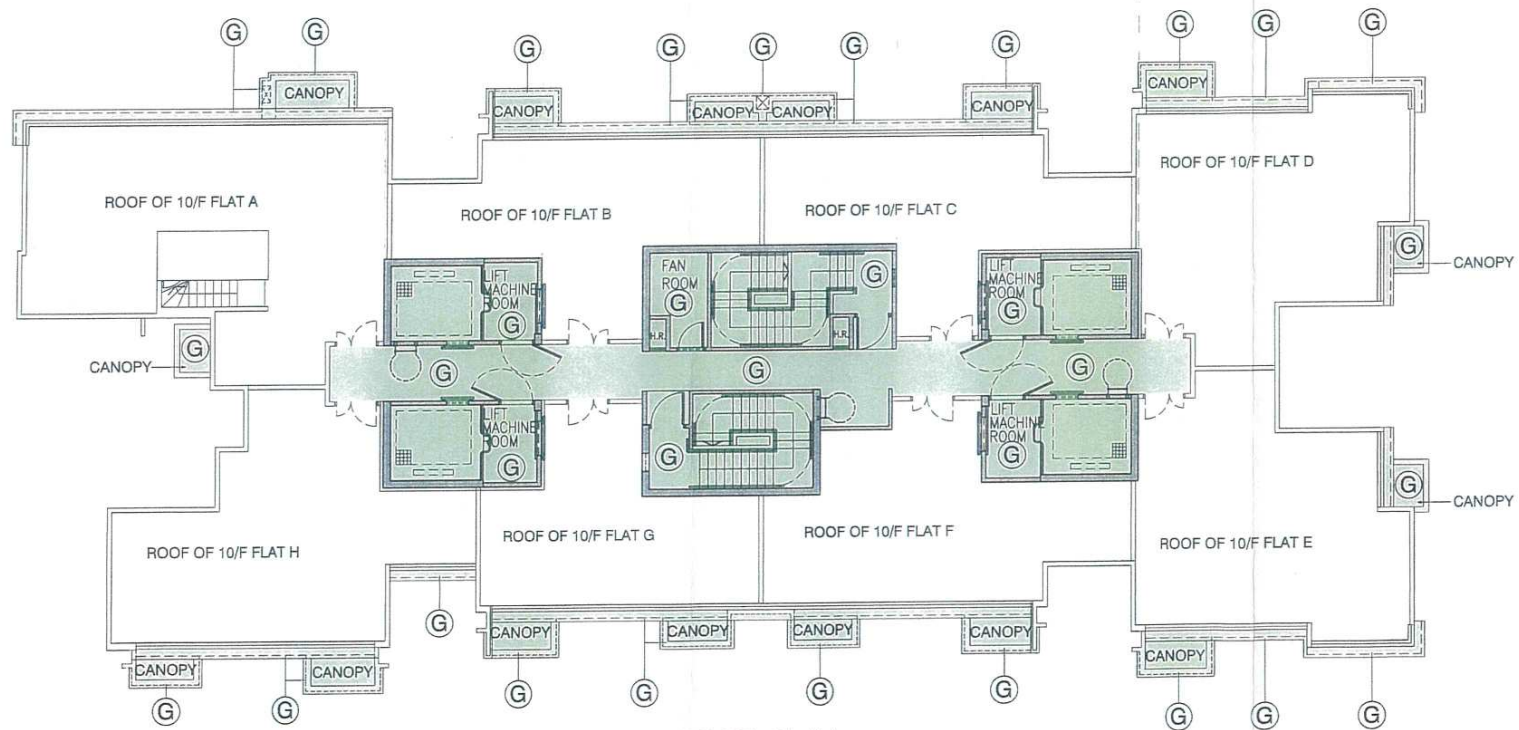 G G G G G G G G G G
CANOPY
CANOPY
CANOPY
CANOPY
CANOPY
CANOPY
ROOF OF 10/F FLAT A
ROOF OF 10/F FLAT B
ROOF OF 10/F FLAT C
ROOF OF 10/F FLAT D
LIFT
MACHINE
ROOM
G
FAN
ROOM
G
H.R.
H.R.
G
LIFT
MACHINE
ROOM
G
G
CANOPY
CANOPY
G
G
G
G
LIFT
MACHINE
ROOM
G
G
LIFT
MACHINE
ROOM
G
G
CANOPY
ROOF OF 10/F FLAT H
ROOF OF 10/F FLAT G
ROOF OF 10/F FLAT F
ROOF OF 10/F FLAT E
G
CANOPY
CANOPY
CANOPY
CANOPY
CANOPY
CANOPY
CANOPY
G G G G G G G G G